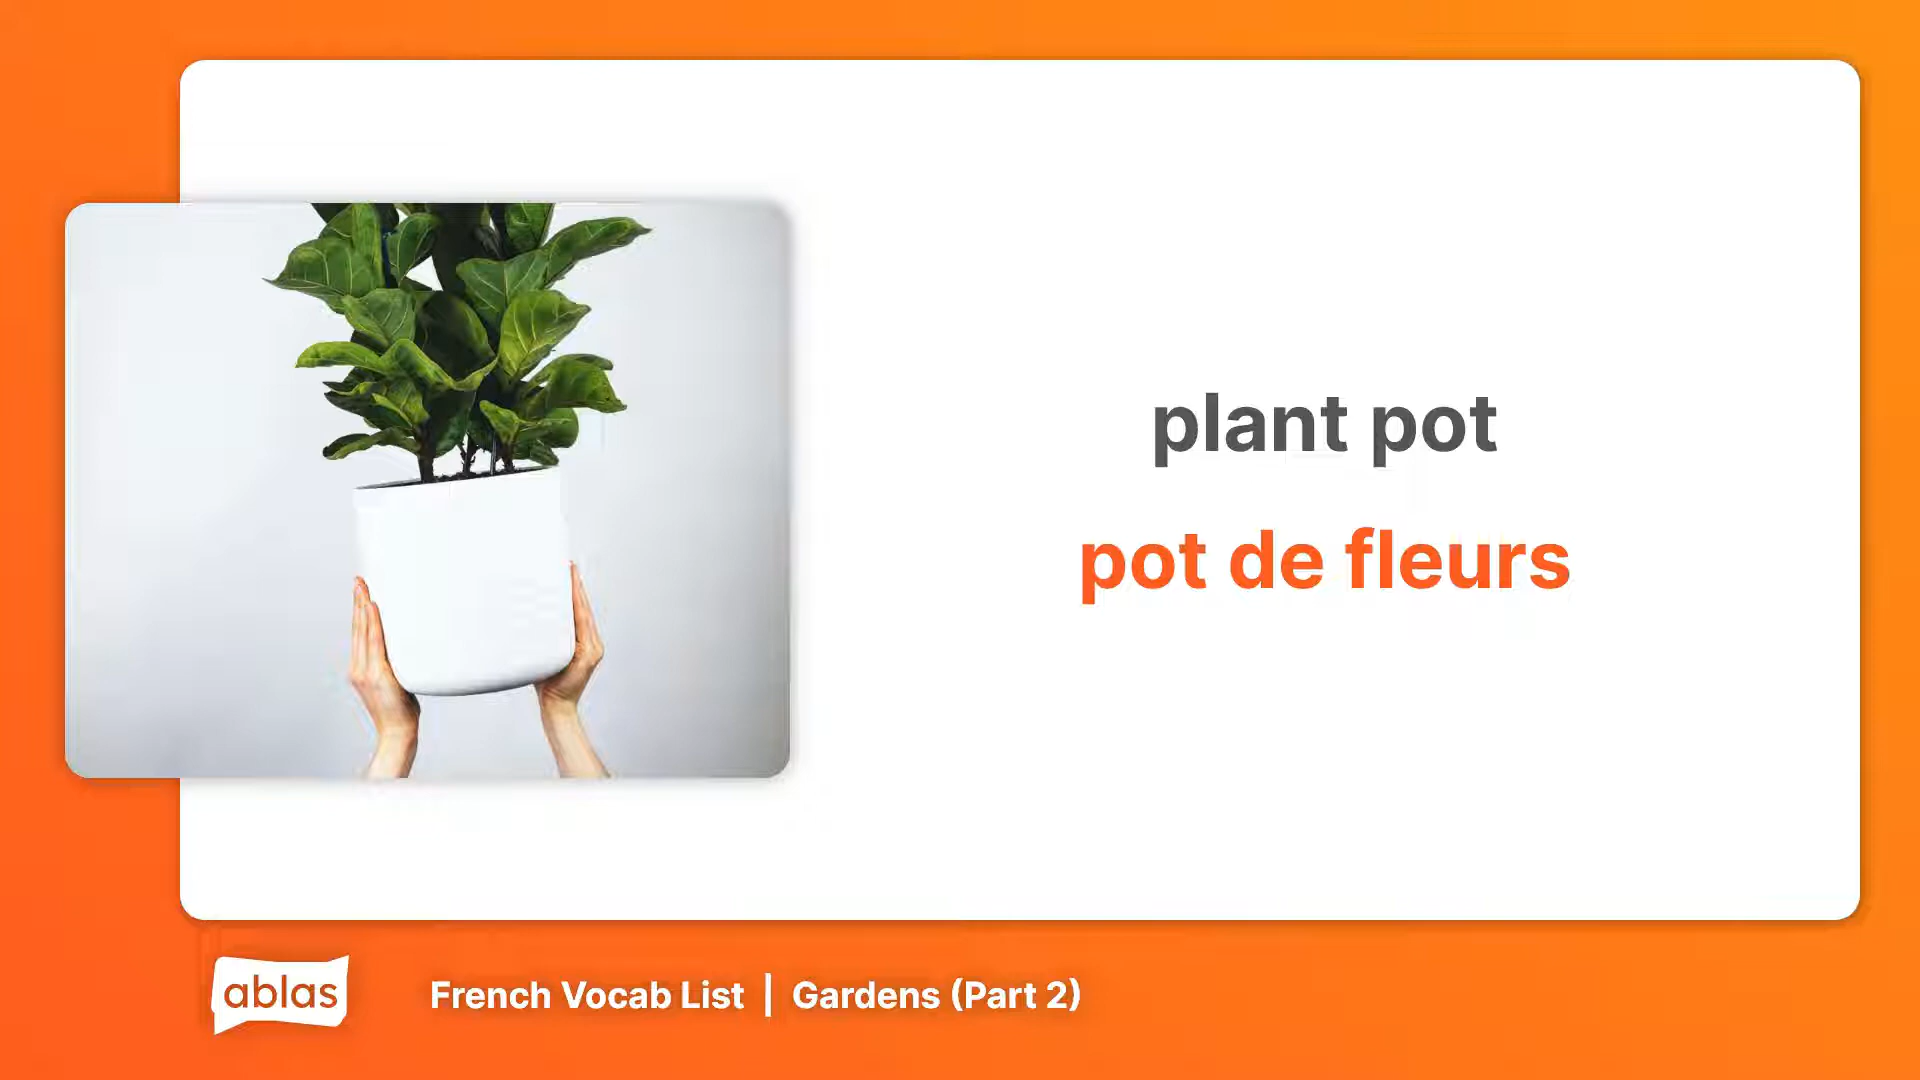 plant pot
pot de fleurs
ablas
French Vocab List | Gardens (Part 2)